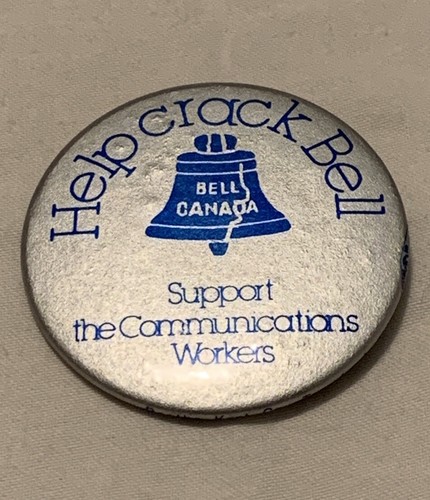 Help crack Bell
BELL
CANADA
Support
the Communications
Workers